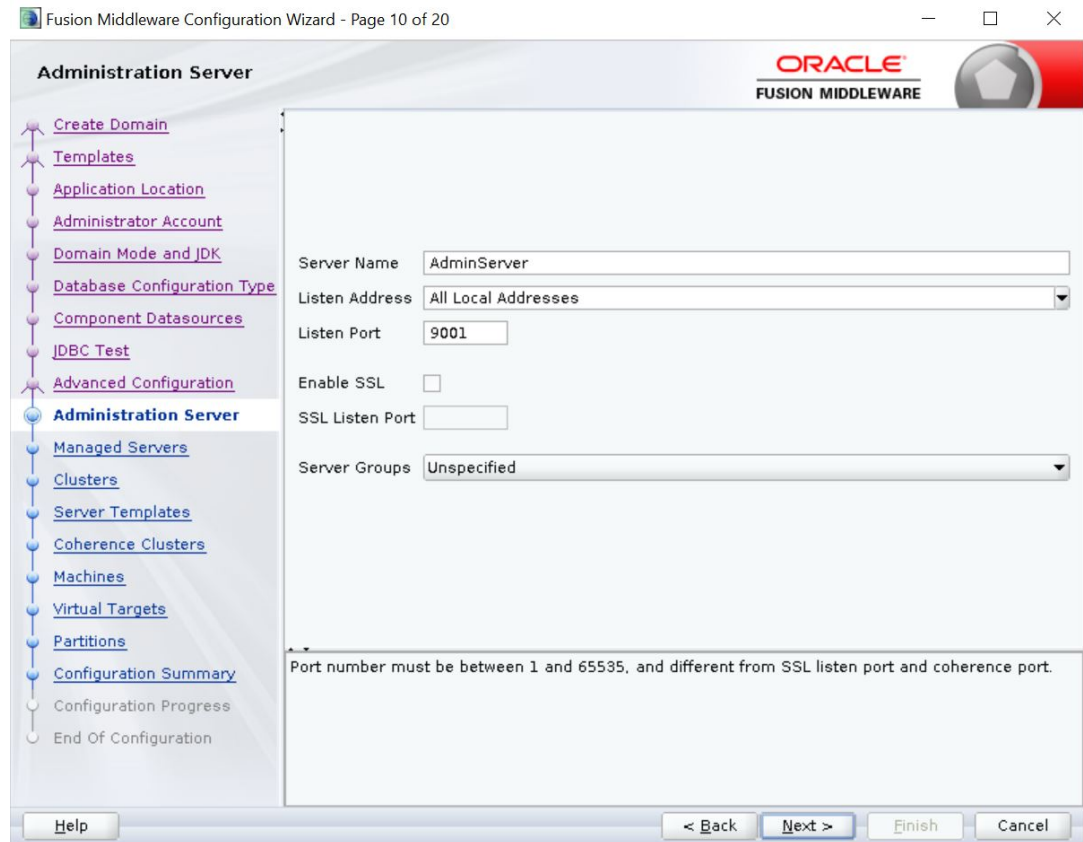 Fusion Middleware Configuration Wizard - Page 10 of 20
Administration Server
ORACLE
FUSION MIDDLEWARE
Create Domain
Templates
Application Location
Administrator Account
Domain Mode and JDK
Database Configuration Type
Component Datasources
JDBC Test
Advanced Configuration
Administration Server
Managed Servers
Clusters
Server Templates
Coherence Clusters
Machines
Virtual Targets
Partitions
Configuration Summary
Configuration Progress
End Of Configuration
Server Name AdminServer
Listen Address All Local Addresses
Listen Port 9001
Enable SSL
SSL Listen Port
Server Groups Unspecified
Port number must be between 1 and 65535, and different from SSL listen port and coherence port.
Help < Back Next > Finish Cancel